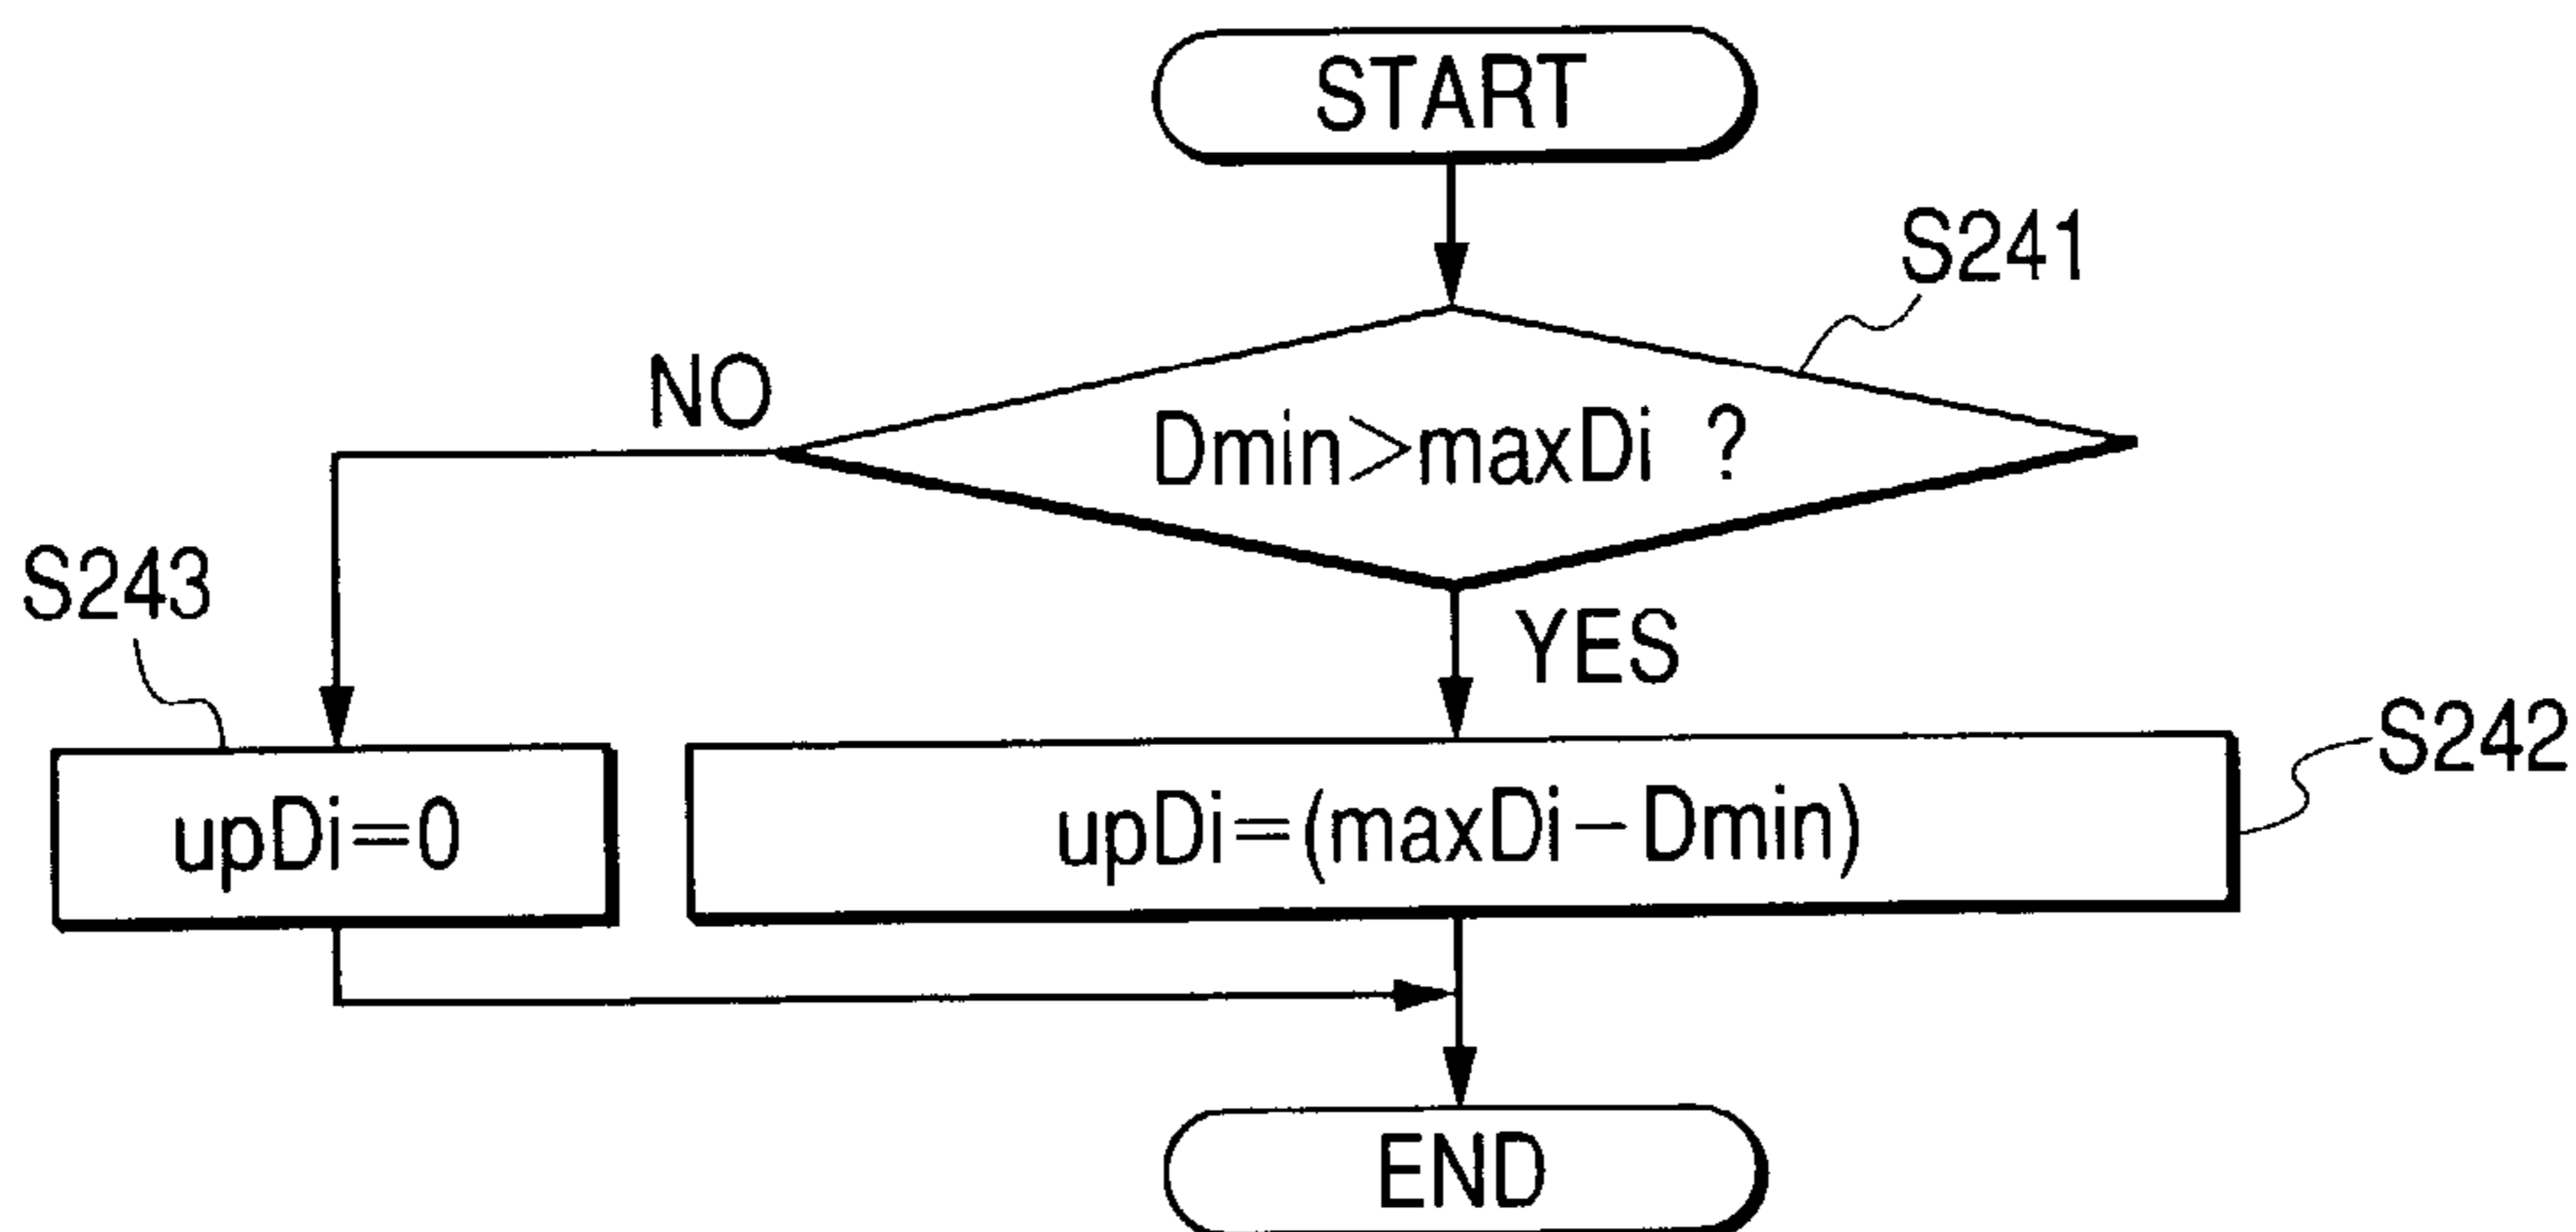 START
S241
NO
Dmin>maxDi ?
S243
YES
S242
upDi=0
upDi=(maxDi−Dmin)
END